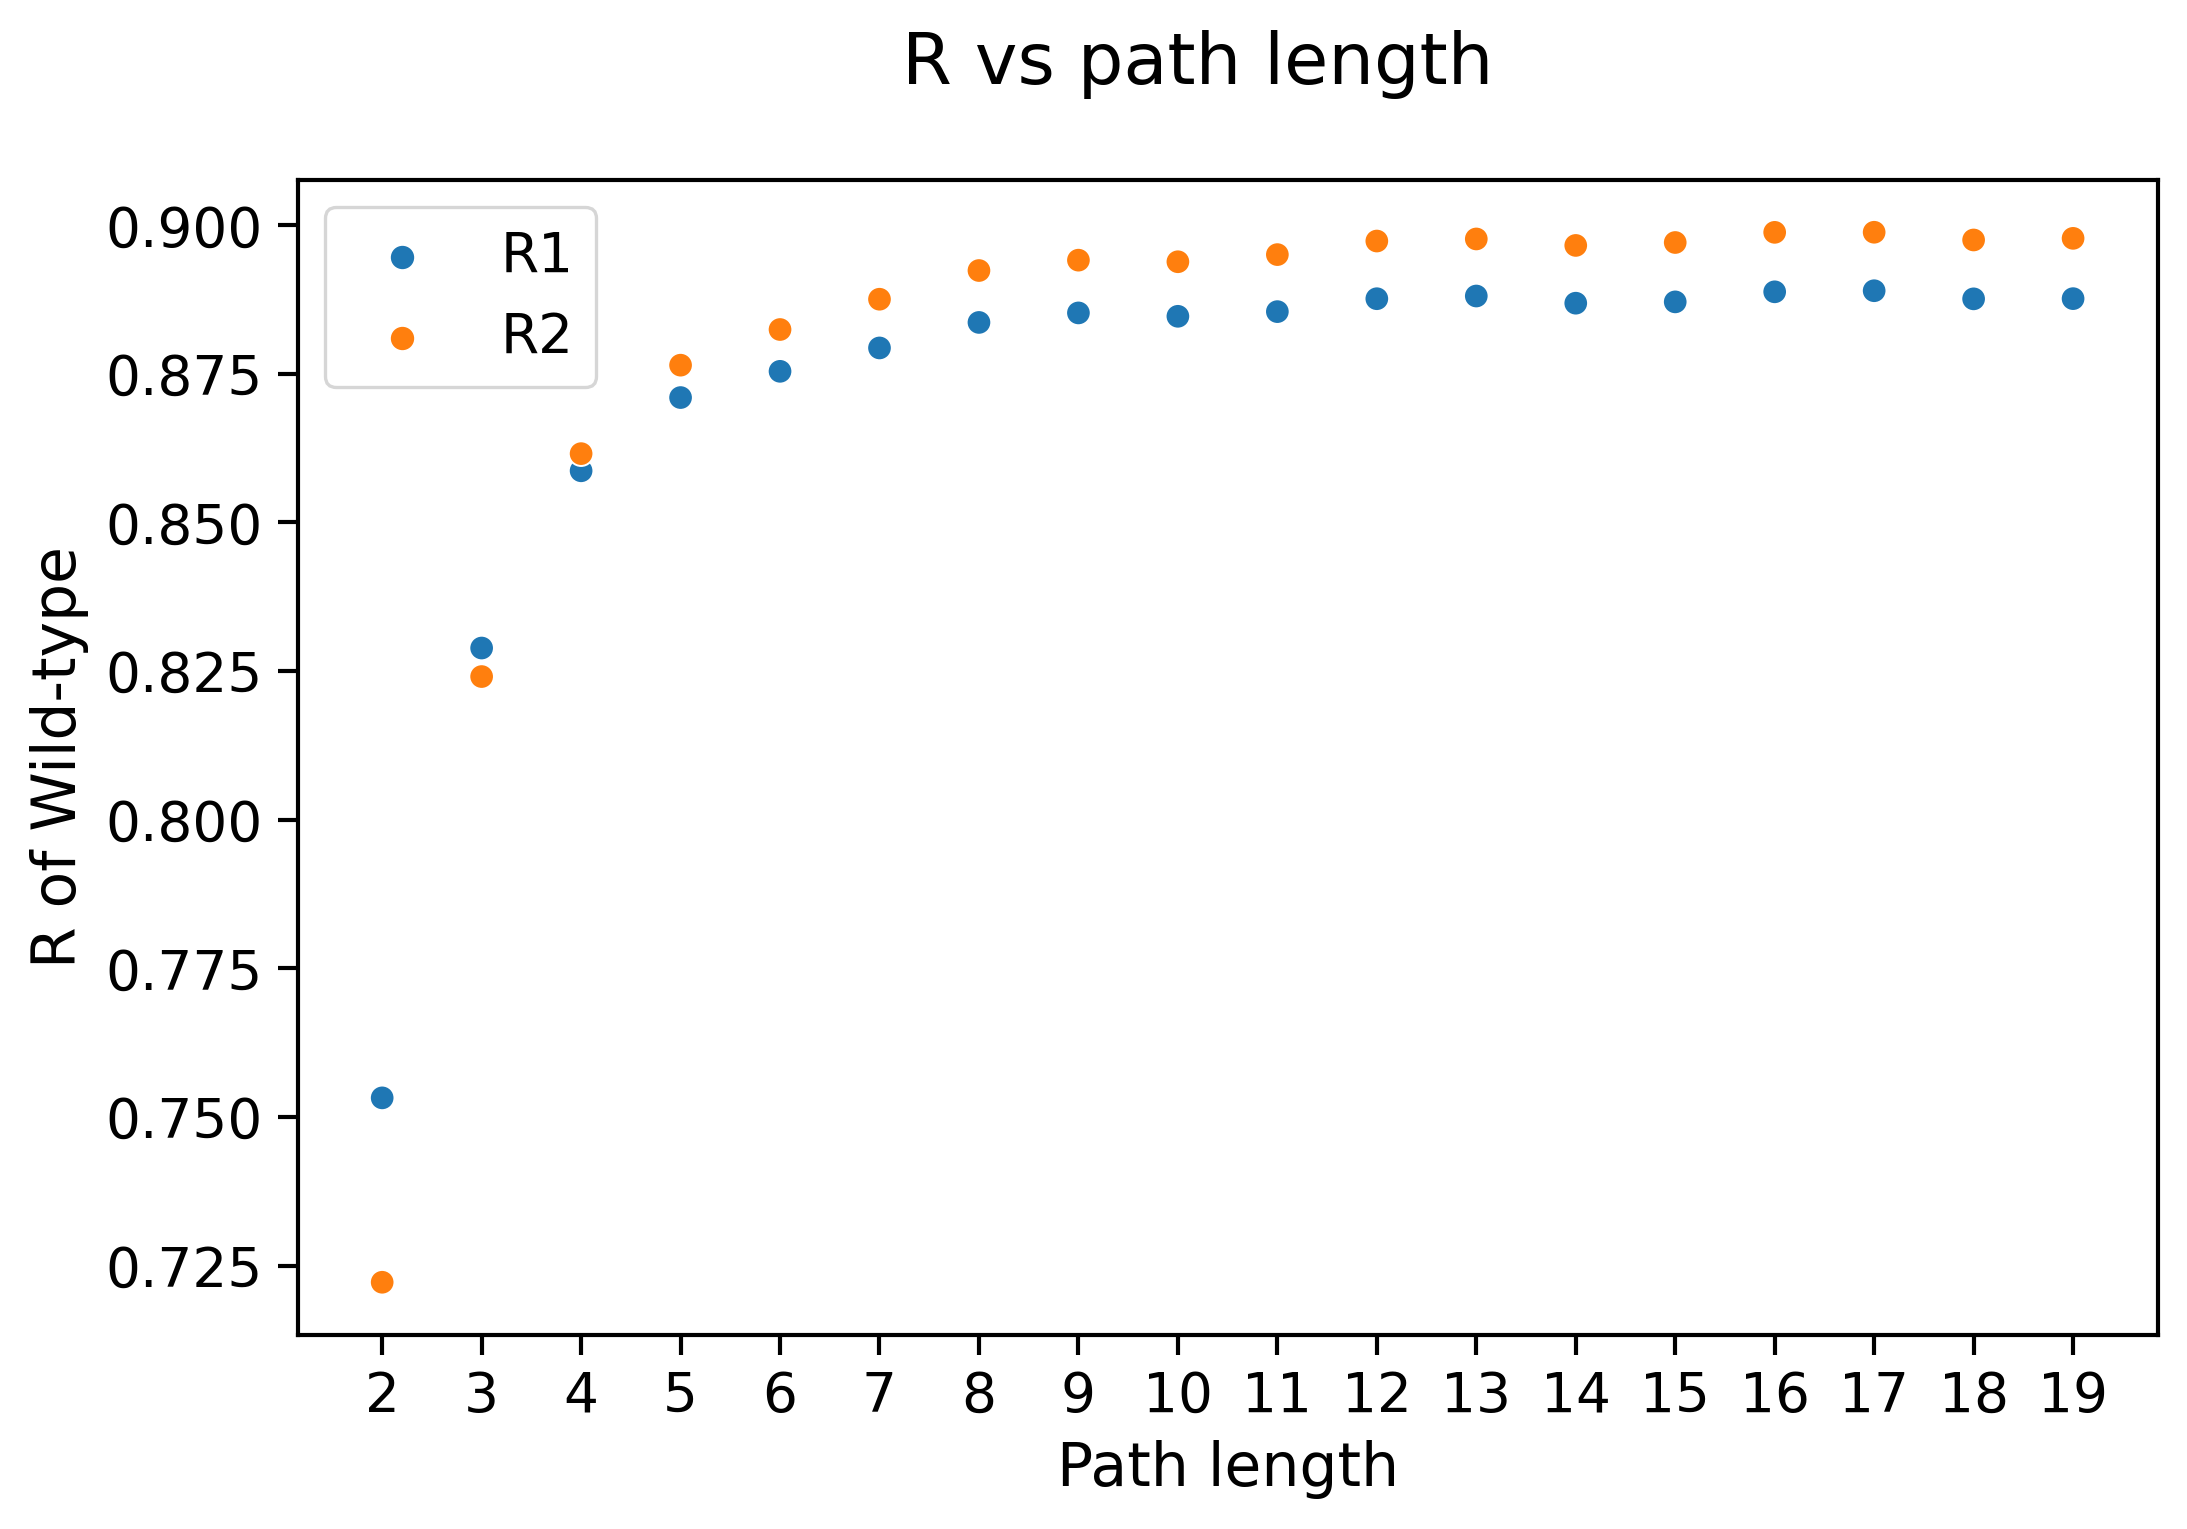 R vs path length
R1
R2
0.900
0.875
0.850
0.825
0.800
0.775
0.750
0.725
R of Wild-type
2 3 4 5 6 7 8 9 10 11 12 13 14 15 16 17 18 19
Path length